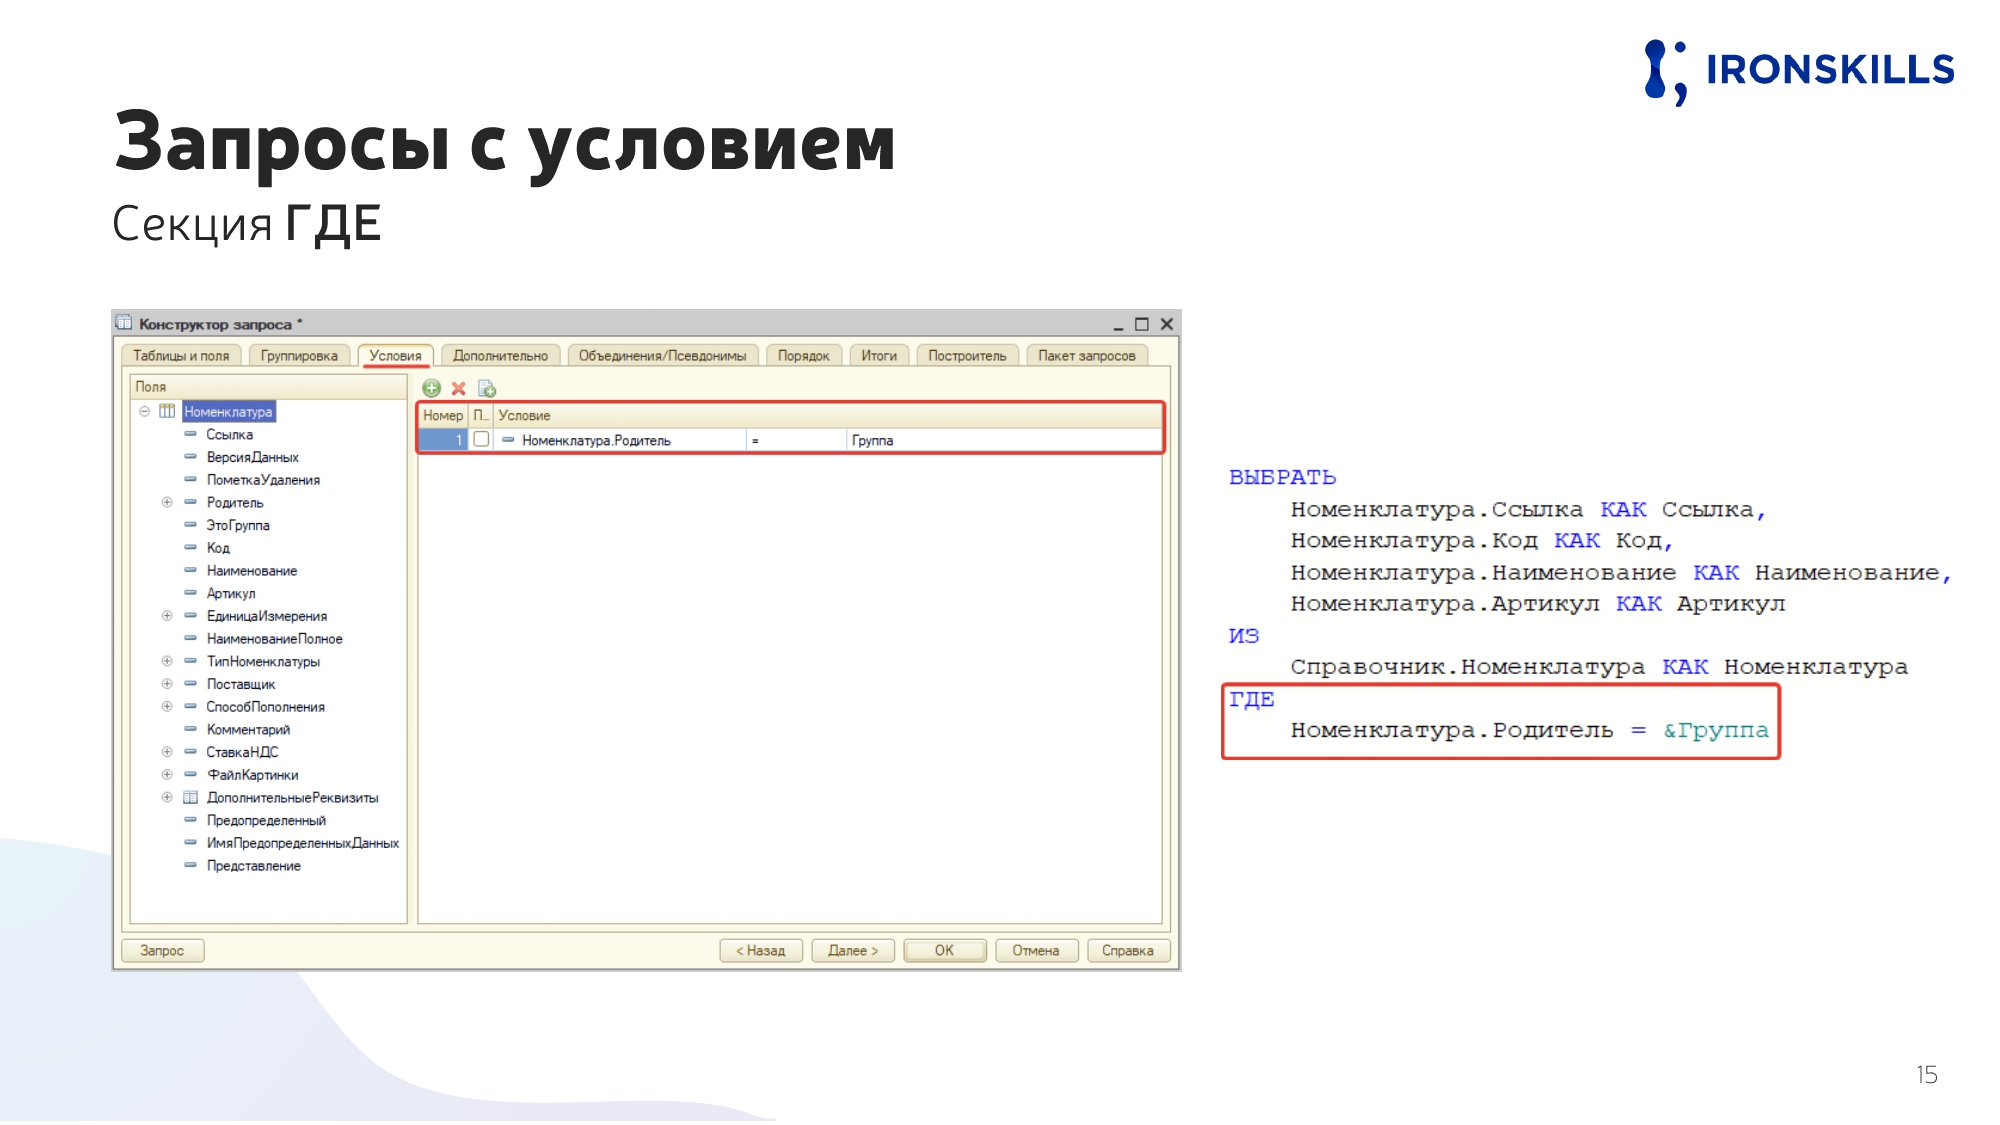 IRONSKILLS
Запросы с условием
Секция ГДЕ
Конструктор запроса *
Таблицы и поля Группировка Условия Дополнительно Объединения/Псевдонимы Порядок Итоги Построитель Пакет запросов
Поля
Номенклатура
Ссылка
ВерсияДанных
ПометкаУдаления
Родитель
ЭтоГруппа
Код
Наименование
Артикул
ЕдиницаИзмерения
НаименованиеПолное
ТипНоменклатуры
Поставщик
СпособПополнения
Комментарий
СтавкаНДС
ФайлКартинки
ДополнительныеРеквизиты
Предопределенный
ИмяПредопределенныхДанных
Представление
Номер П... Условие
1 Номенклатура.Родитель = Группа
Запрос < Назад Далее > ОК Отмена Справка
ВЫБРАТЬ
Номенклатура.Ссылка КАК Ссылка,
Номенклатура.Код КАК Код,
Номенклатура.Наименование КАК Наименование,
Номенклатура.Артикул КАК Артикул
ИЗ
Справочник.Номенклатура КАК Номенклатура
ГДЕ
Номенклатура.Родитель = &Группа
15